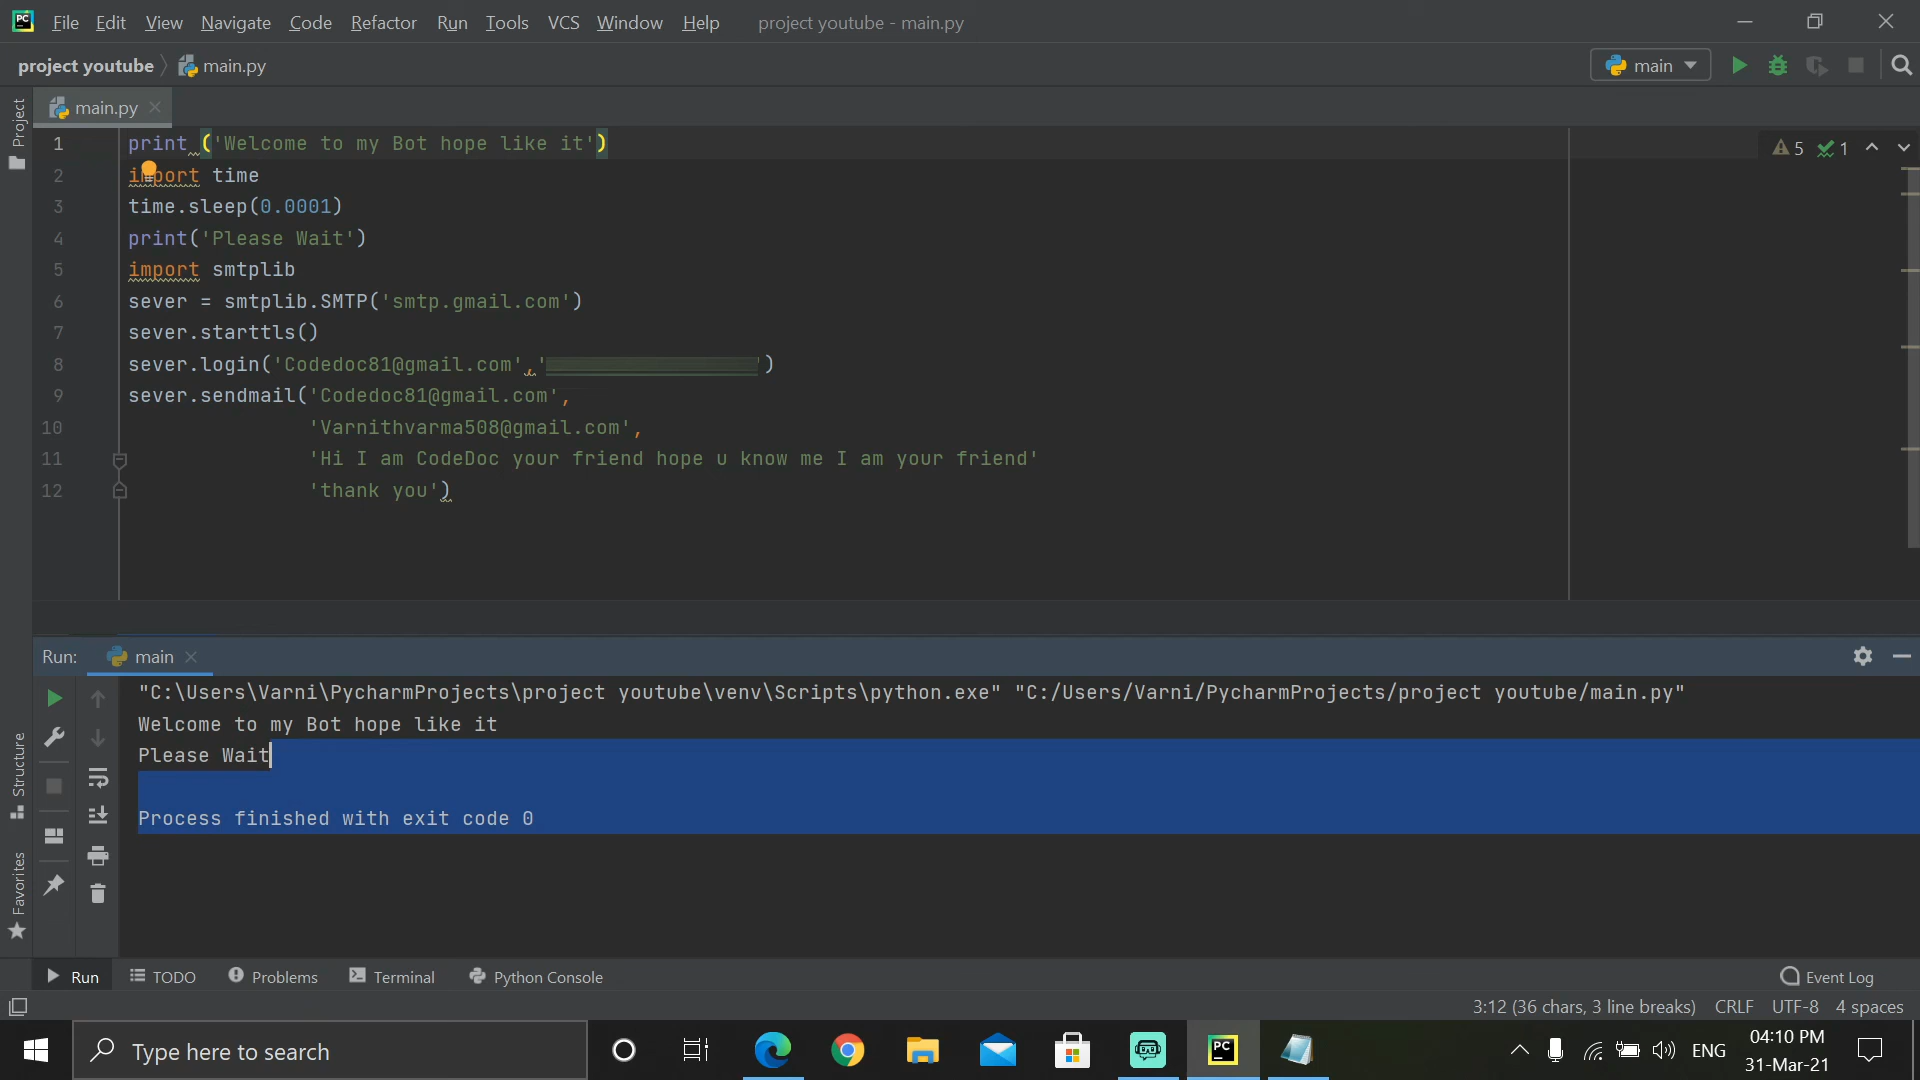 PC File Edit View Navigate Code Refactor Run Tools VCS Window Help project youtube - main.py
project youtube main.py main
Project main.py
5 1
1 print ('Welcome to my Bot hope like it')
2 import time
3 time.sleep(0.0001)
4 print('Please Wait')
5 import smtplib
6 sever = smtplib.SMTP('smtp.gmail.com')
7 sever.starttls()
8 sever.login('Codedoc81@gmail.com',' ')
9 sever.sendmail('Codedoc81@gmail.com',
10 'Varnithvarma508@gmail.com',
11 'Hi I am CodeDoc your friend hope u know me I am your friend'
12 'thank you')
Run: main
"C:\Users\Varni\PycharmProjects\project youtube\venv\Scripts\python.exe" "C:/Users/Varni/PycharmProjects/project youtube/main.py"
Welcome to my Bot hope like it
Please Wait
Process finished with exit code 0
Structure
Favorites
Run TODO Problems Terminal Python Console Event Log
3:12 (36 chars, 3 line breaks) CRLF UTF-8 4 spaces
Type here to search PC ENG 04:10 PM
31-Mar-21